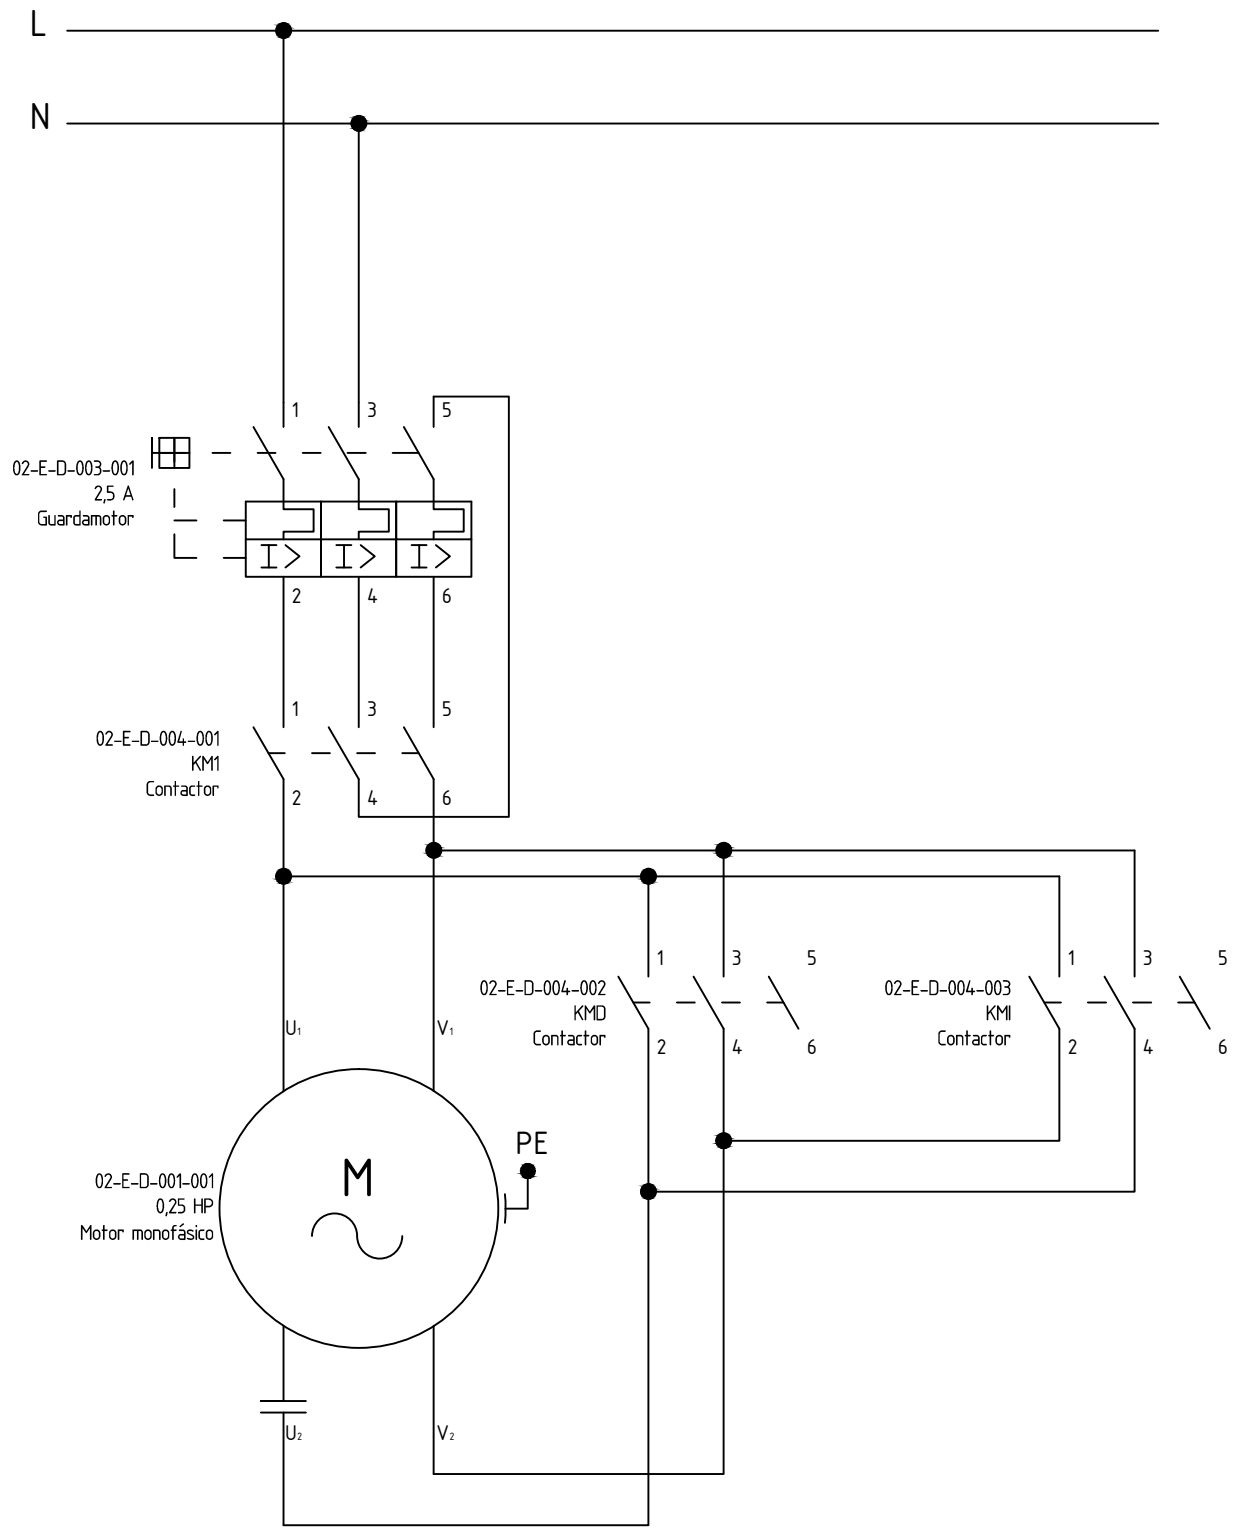 L
N
1 3 5
02-E-D-003-001
2,5 A
Guardamotor
I> I> I>
2 4 6
1 3 5
02-E-D-004-001
KM1
Contactor
2 4 6
1 3 5
02-E-D-004-002
KMD
Contactor
2 4 6
1 3 5
02-E-D-004-003
KMI
Contactor
2 4 6
U₁ V₁
PE
M
02-E-D-001-001
0,25 HP
Motor monofásico
U₂ V₂